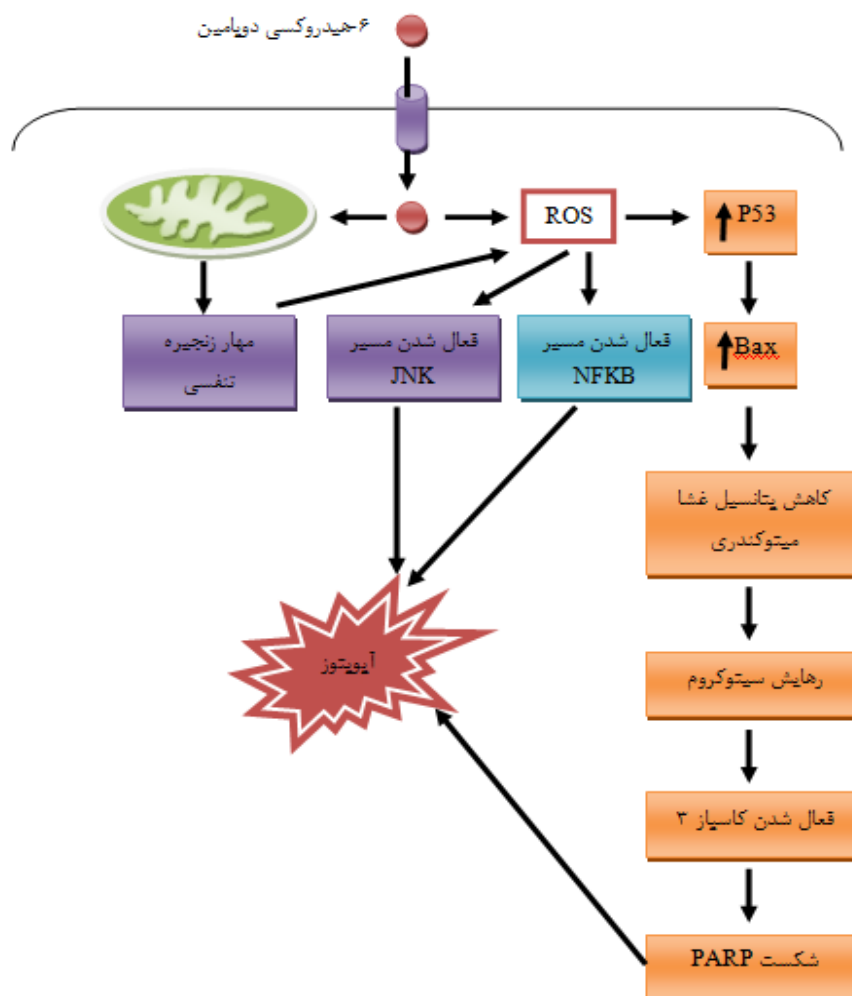 ۶-هیدروکسی دوپامین
ROS
P53
مهار زنجیره
تنفسی
فعال شدن مسیر
JNK
فعال شدن مسیر
NFKB
Bax
کاهش پتانسیل غشا
میتوکندری
آپوپتوز
رهایش سیتوکروم
فعال شدن کاسپاز ۳
شکست PARP